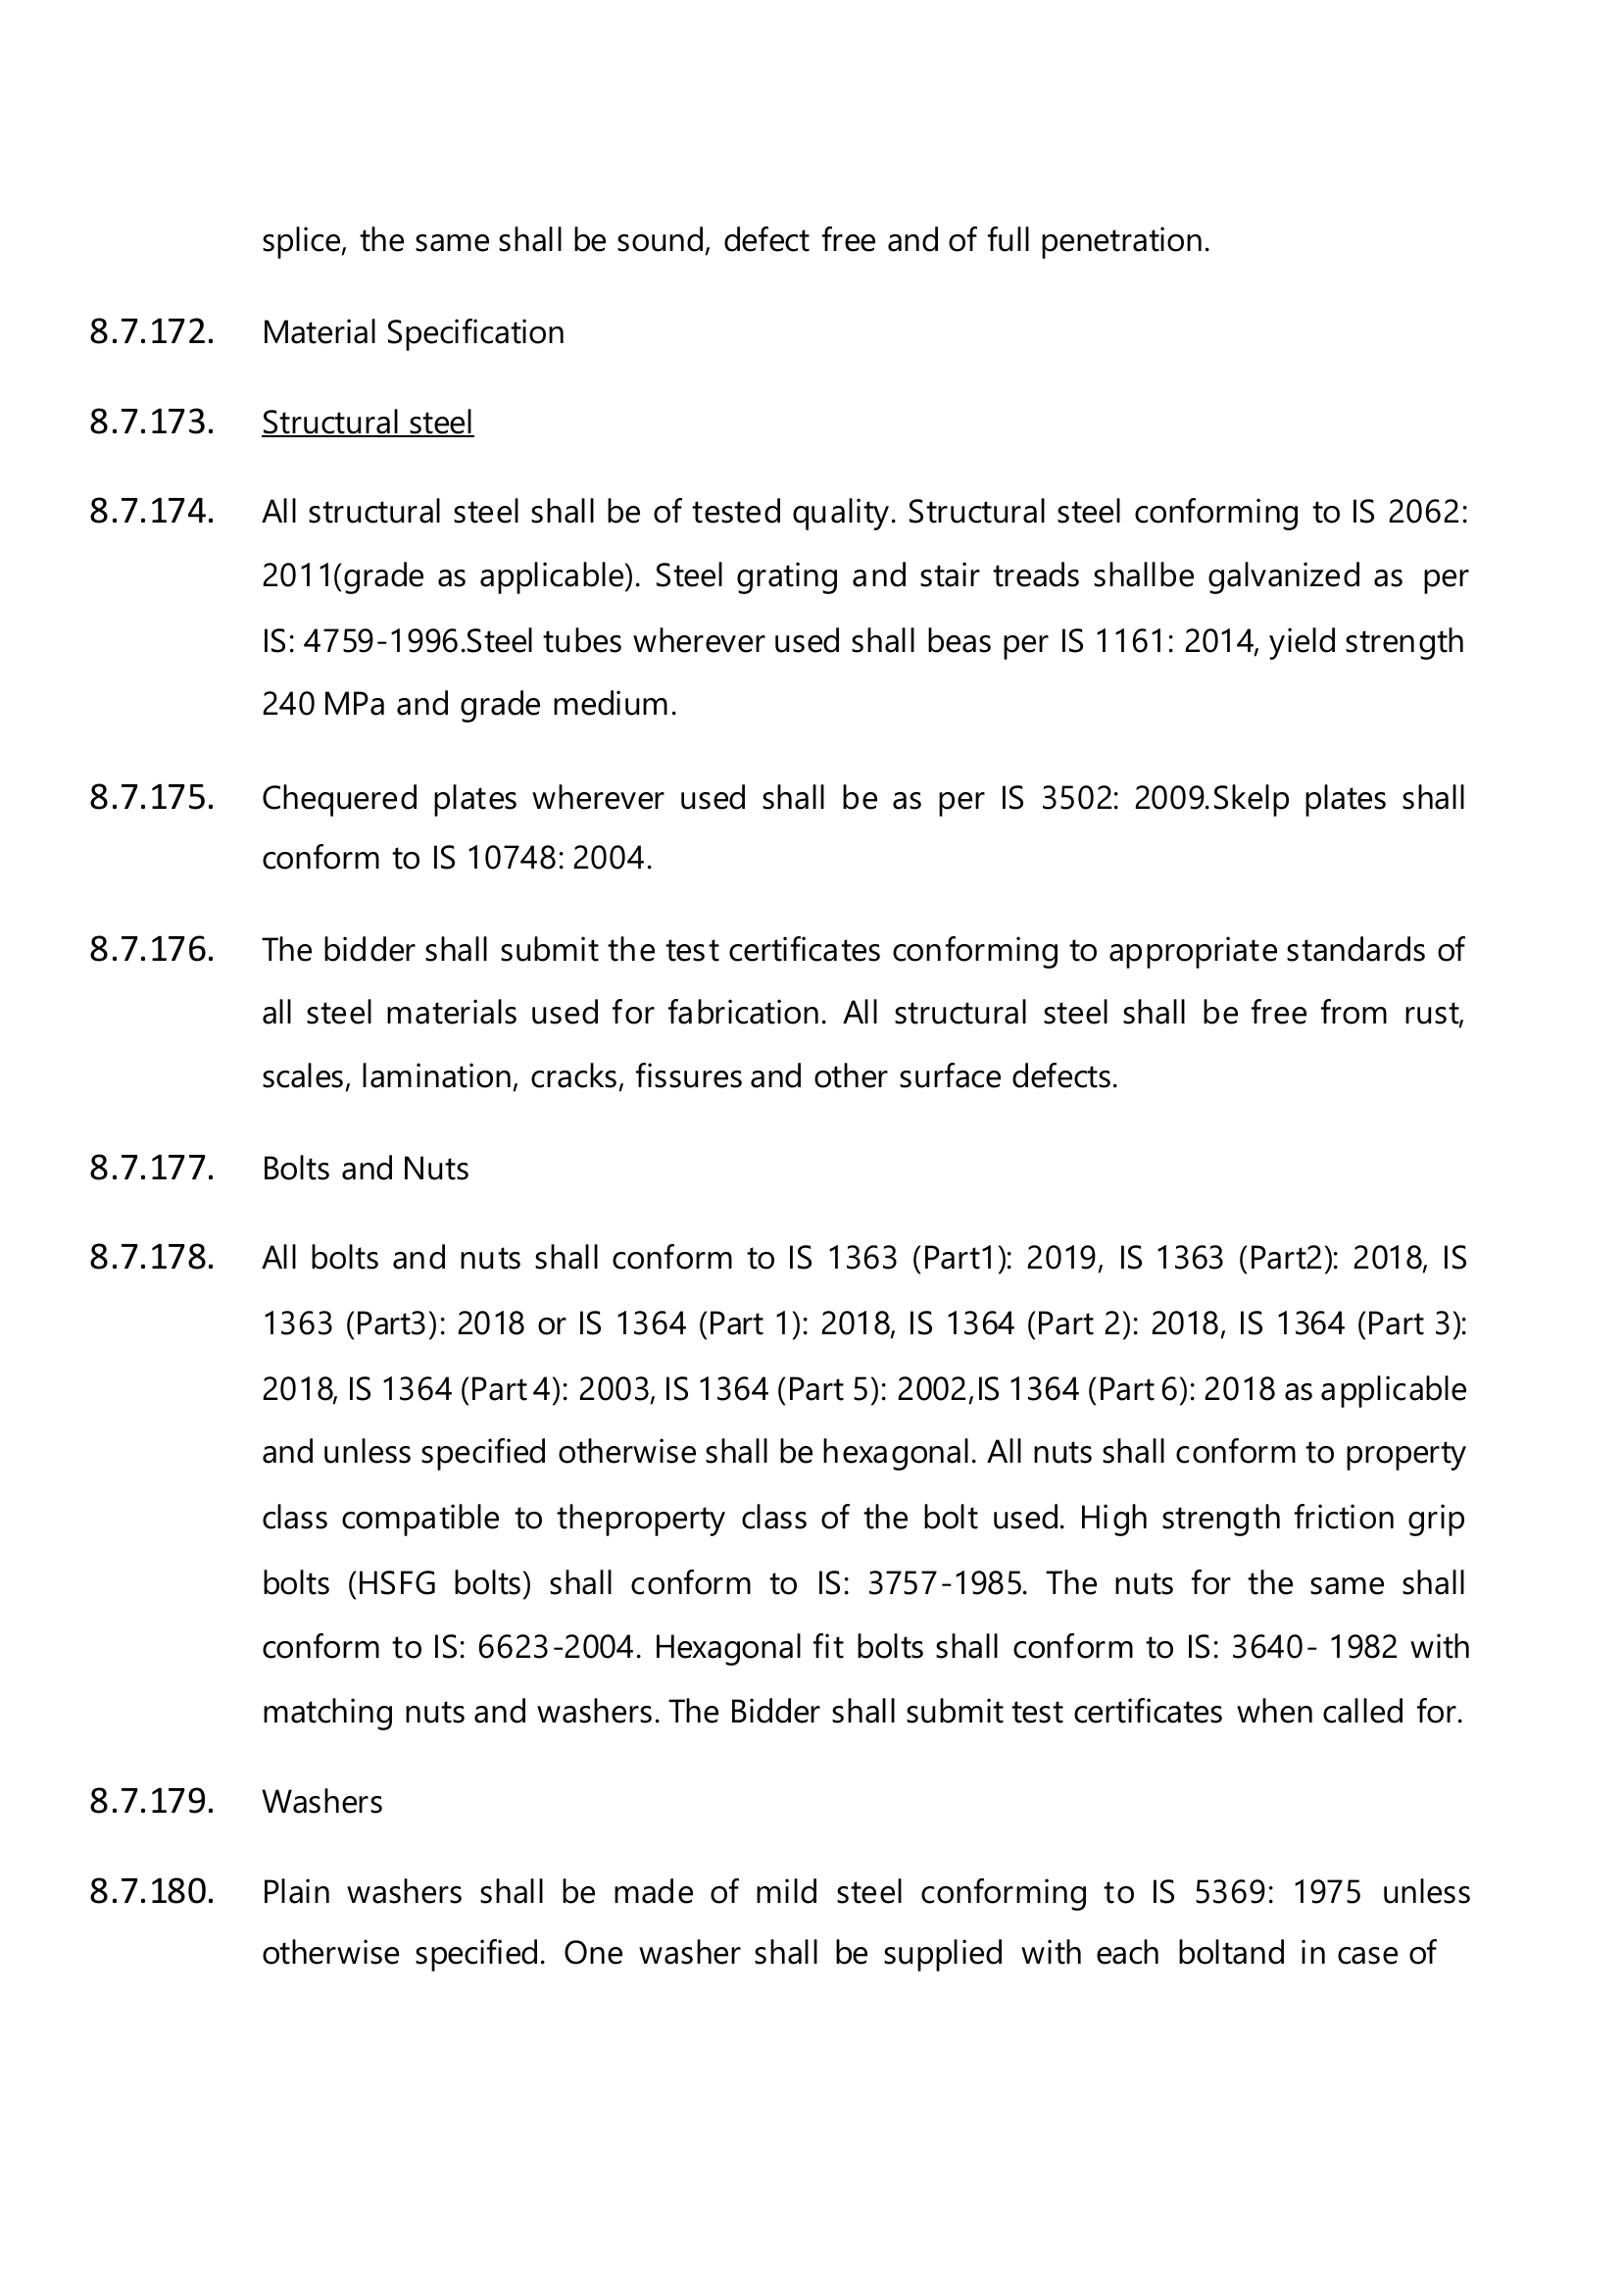 splice, the same shall be sound, defect free and of full penetration.
8.7.172. Material Specification
8.7.173. Structural steel
8.7.174. All structural steel shall be of tested quality. Structural steel conforming to IS 2062:
2011(grade as applicable). Steel grating and stair treads shallbe galvanized as per
IS: 4759-1996.Steel tubes wherever used shall beas per IS 1161: 2014, yield strength
240 MPa and grade medium.
8.7.175. Chequered plates wherever used shall be as per IS 3502: 2009.Skelp plates shall
conform to IS 10748: 2004.
8.7.176. The bidder shall submit the test certificates conforming to appropriate standards of
all steel materials used for fabrication. All structural steel shall be free from rust,
scales, lamination, cracks, fissures and other surface defects.
8.7.177. Bolts and Nuts
8.7.178. All bolts and nuts shall conform to IS 1363 (Part1): 2019, IS 1363 (Part2): 2018, IS
1363 (Part3): 2018 or IS 1364 (Part 1): 2018, IS 1364 (Part 2): 2018, IS 1364 (Part 3):
2018, IS 1364 (Part 4): 2003, IS 1364 (Part 5): 2002,IS 1364 (Part 6): 2018 as applicable
and unless specified otherwise shall be hexagonal. All nuts shall conform to property
class compatible to theproperty class of the bolt used. High strength friction grip
bolts (HSFG bolts) shall conform to IS: 3757-1985. The nuts for the same shall
conform to IS: 6623-2004. Hexagonal fit bolts shall conform to IS: 3640- 1982 with
matching nuts and washers. The Bidder shall submit test certificates when called for.
8.7.179. Washers
8.7.180. Plain washers shall be made of mild steel conforming to IS 5369: 1975 unless
otherwise specified. One washer shall be supplied with each boltand in case of